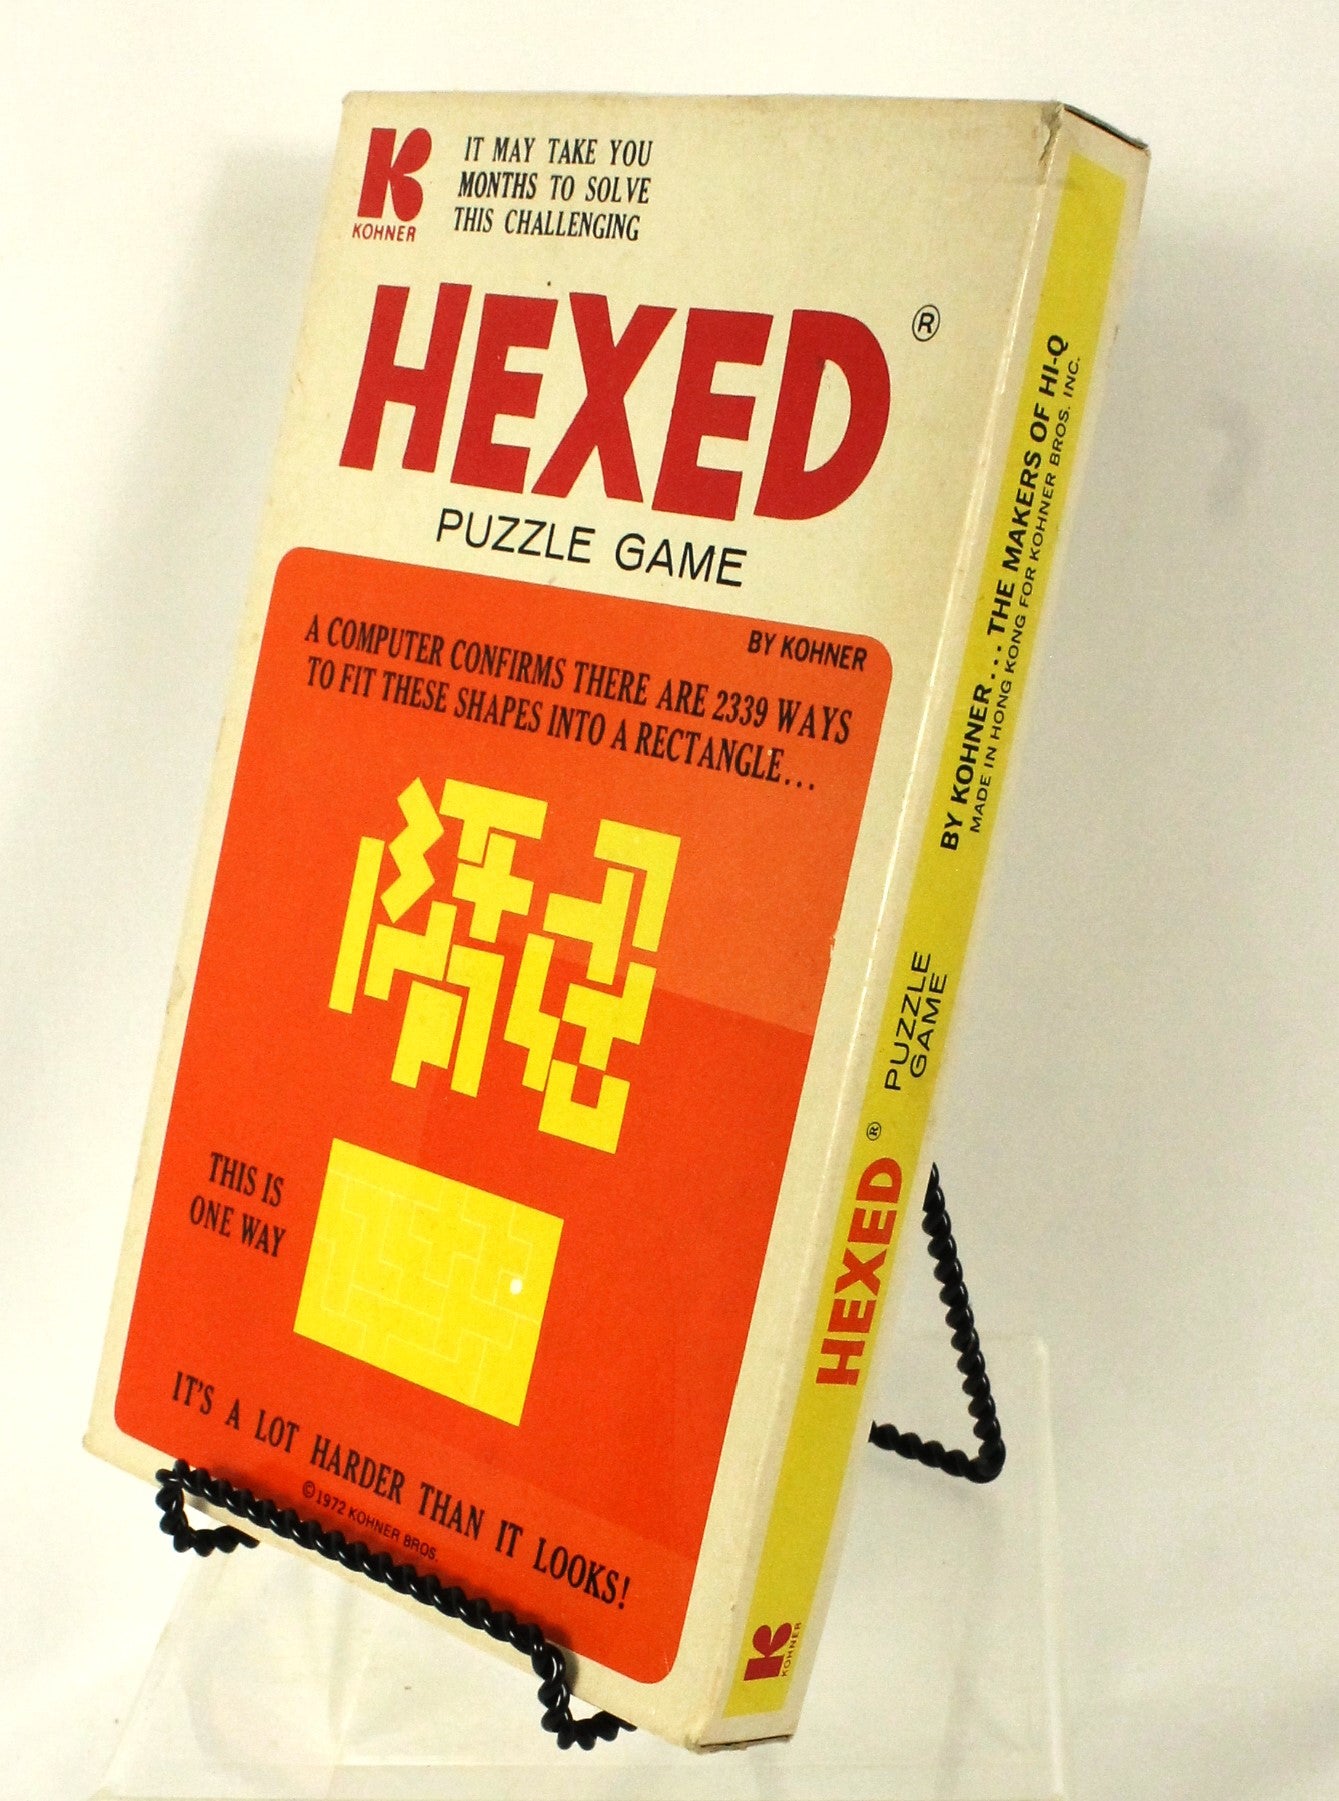 KOHNER
IT MAY TAKE YOU
MONTHS TO SOLVE
THIS CHALLENGING
HEXED ®
PUZZLE GAME
BY KOHNER
A COMPUTER CONFIRMS THERE ARE 2339 WAYS
TO FIT THESE SHAPES INTO A RECTANGLE...
THIS IS
ONE WAY
IT'S A LOT HARDER THAN IT LOOKS!
©1972 KOHNER BROS.
KOHNER
HEXED ®
PUZZLE
GAME
BY KOHNER... THE MAKERS OF HI-Q
MADE IN HONG KONG FOR KOHNER BROS. INC.